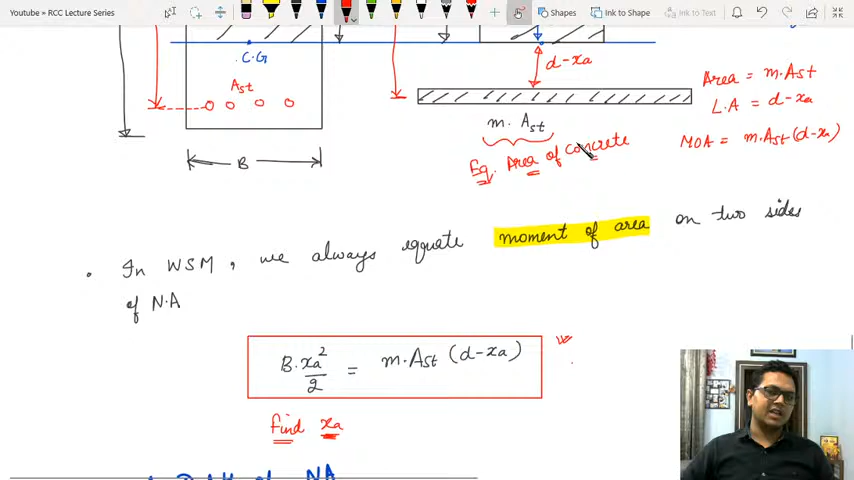 Youtube » RCC Lecture Series
Shapes
Ink to Shape
Ink to Text
C.G
Ast
B
d-xa
m. Ast
Eq. Area of concrete
Area = m.Ast
L.A = d-xa
MOA = m.Ast (d-xa)
• In WSM, we always equate moment of area on two sides
of N.A
B.xa²/2 = m.Ast (d-xa)
find xa
NA